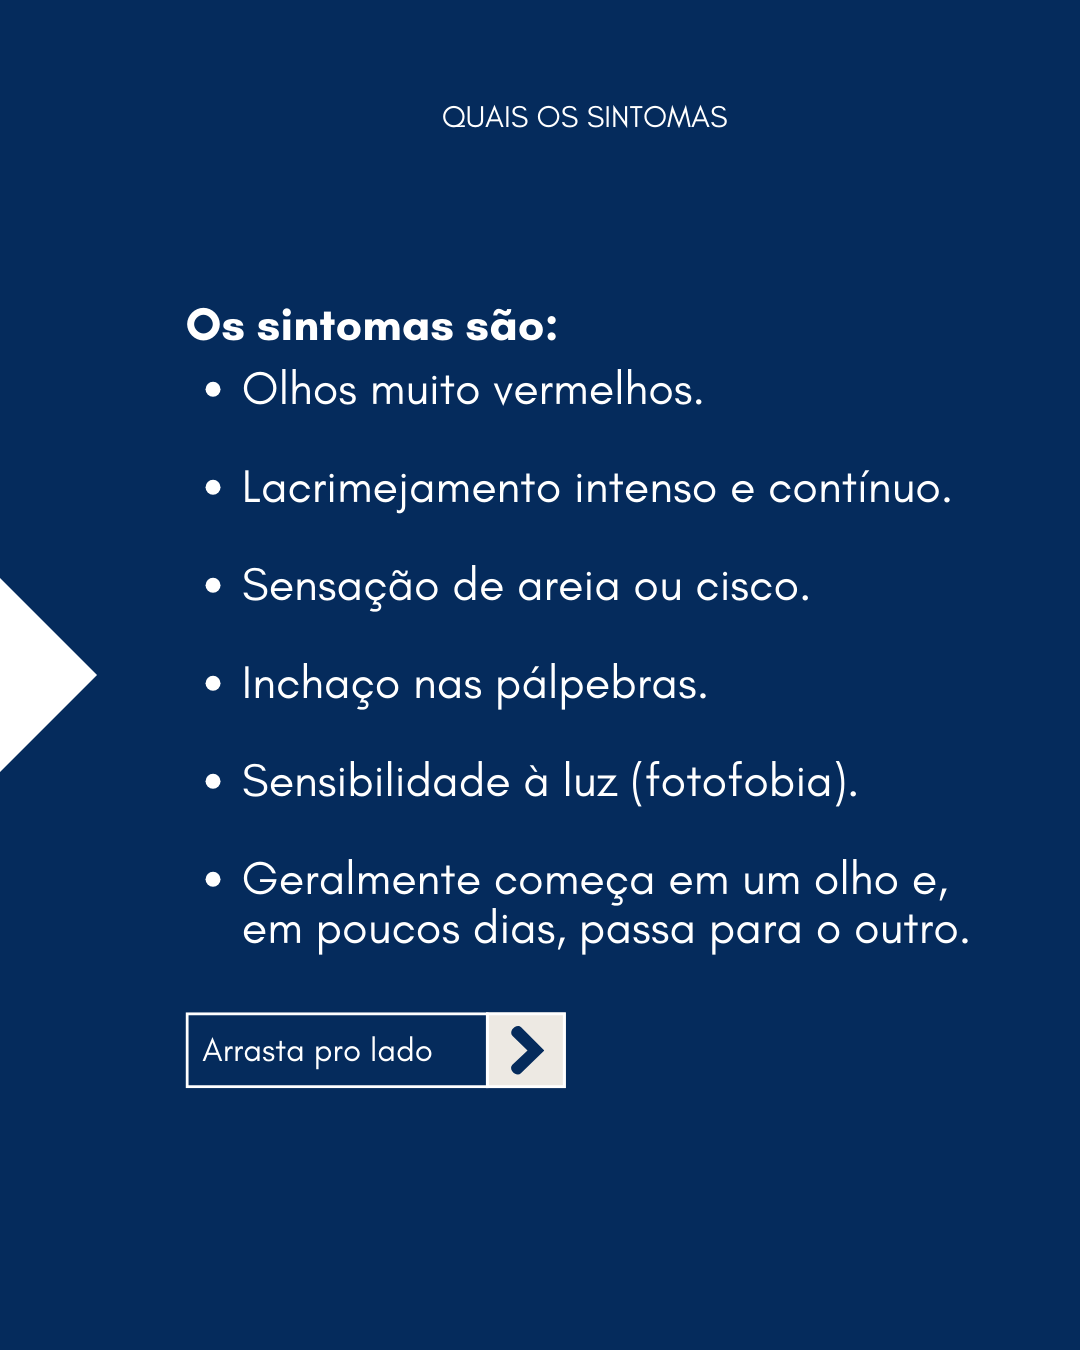 QUAIS OS SINTOMAS
Os sintomas são:
• Olhos muito vermelhos.
• Lacrimejamento intenso e contínuo.
• Sensação de areia ou cisco.
• Inchaço nas pálpebras.
• Sensibilidade à luz (fotofobia).
• Geralmente começa em um olho e,
em poucos dias, passa para o outro.
Arrasta pro lado